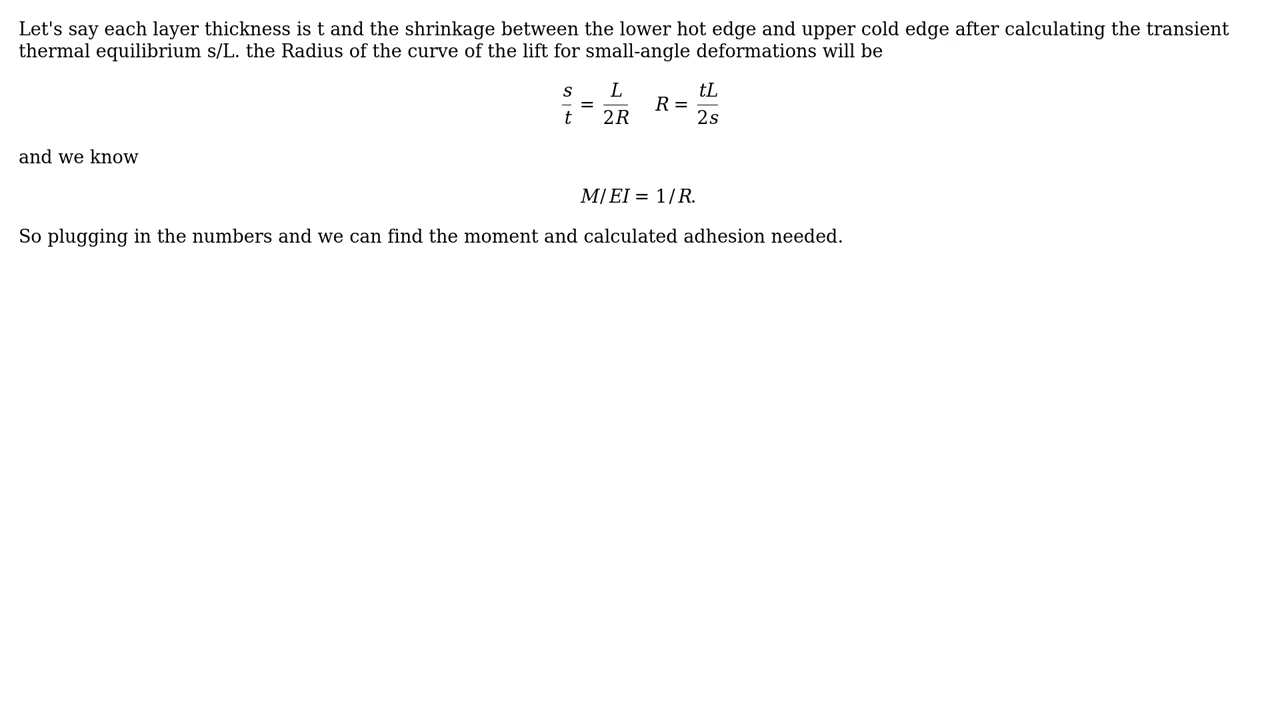 Let's say each layer thickness is t and the shrinkage between the lower hot edge and upper cold edge after calculating the transient
thermal equilibrium s/L. the Radius of the curve of the lift for small-angle deformations will be
s/t = L/2R R = tL/2s
and we know
M/EI = 1/R.
So plugging in the numbers and we can find the moment and calculated adhesion needed.